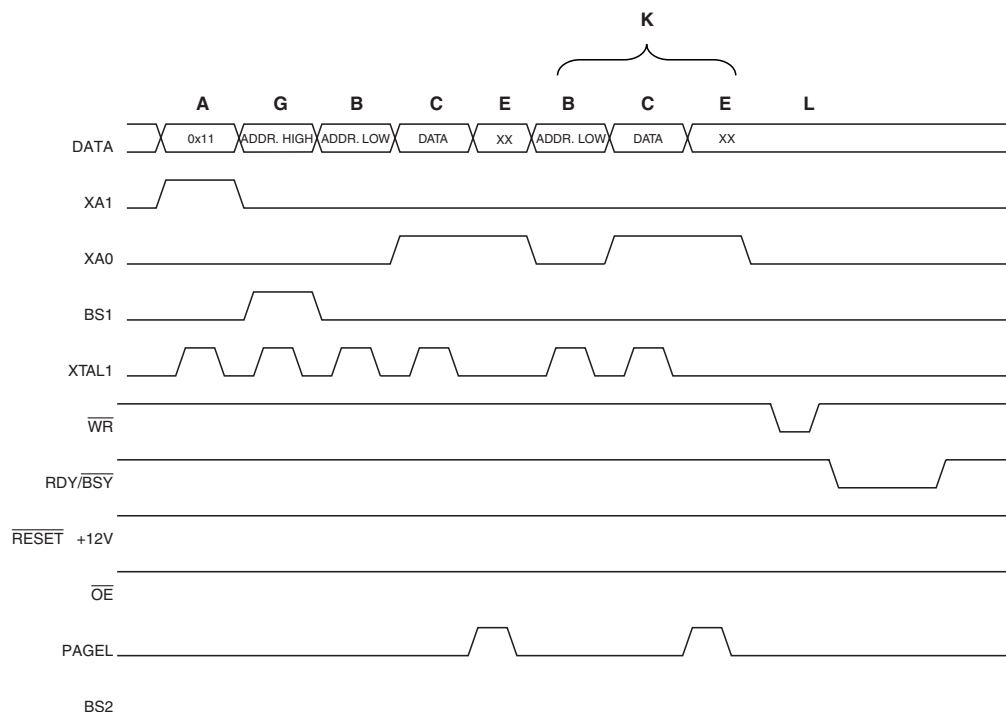 K
A G B C E B C E L
DATA 0x11 ADDR. HIGH ADDR. LOW DATA XX ADDR. LOW DATA XX
XA1
XA0
BS1
XTAL1
WR
RDY/BSY
RESET +12V
OE
PAGEL
BS2